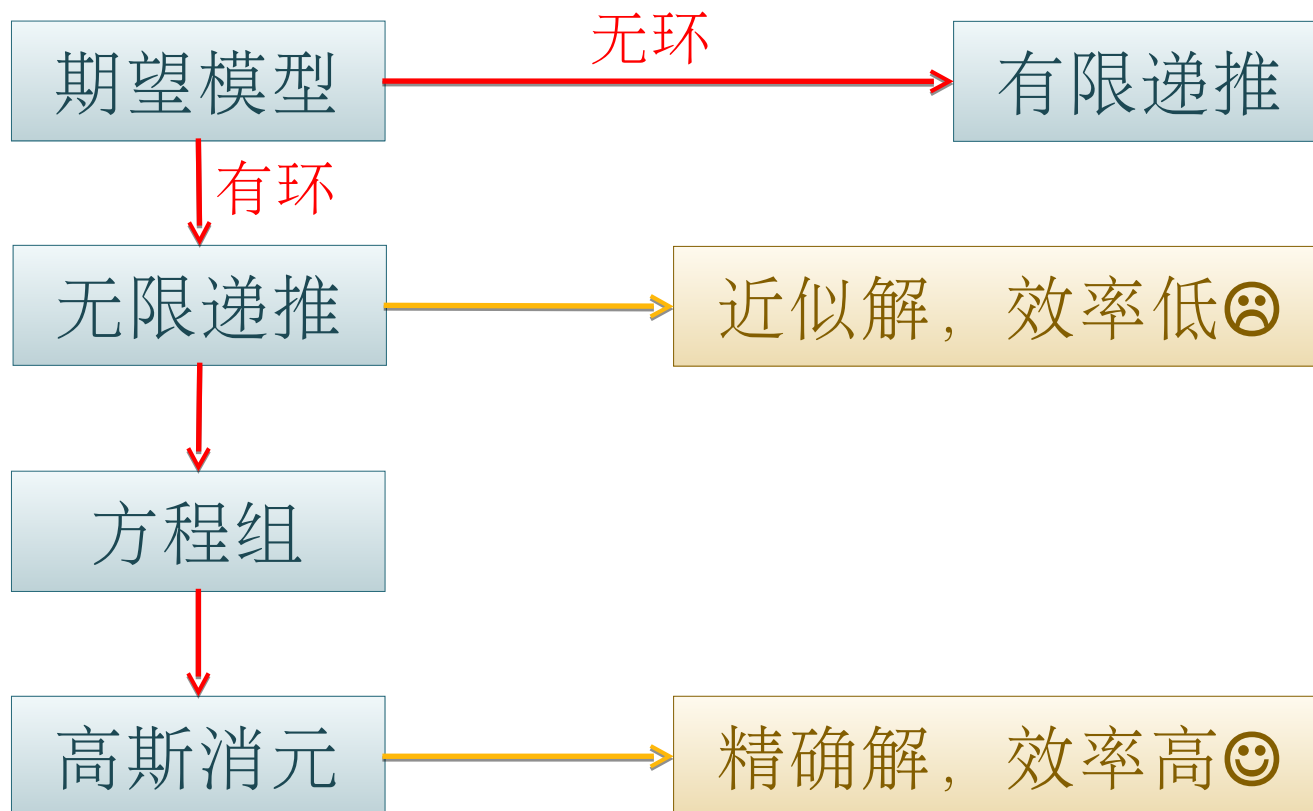 期望模型
无环
有限递推
有环
无限递推
近似解，效率低☹
方程组
高斯消元
精确解，效率高☺